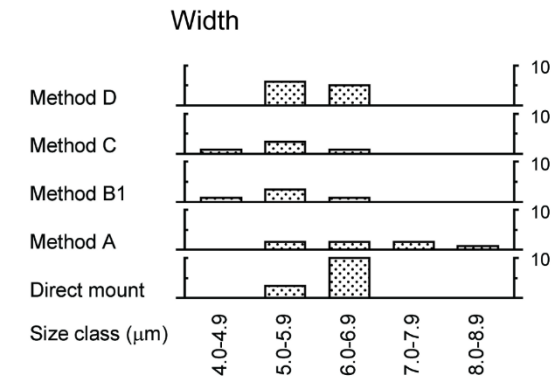 Width
Method D 10
Method C 10
Method B1 10
Method A 10
Direct mount 10
Size class (μm) 4.0-4.9 5.0-5.9 6.0-6.9 7.0-7.9 8.0-8.9